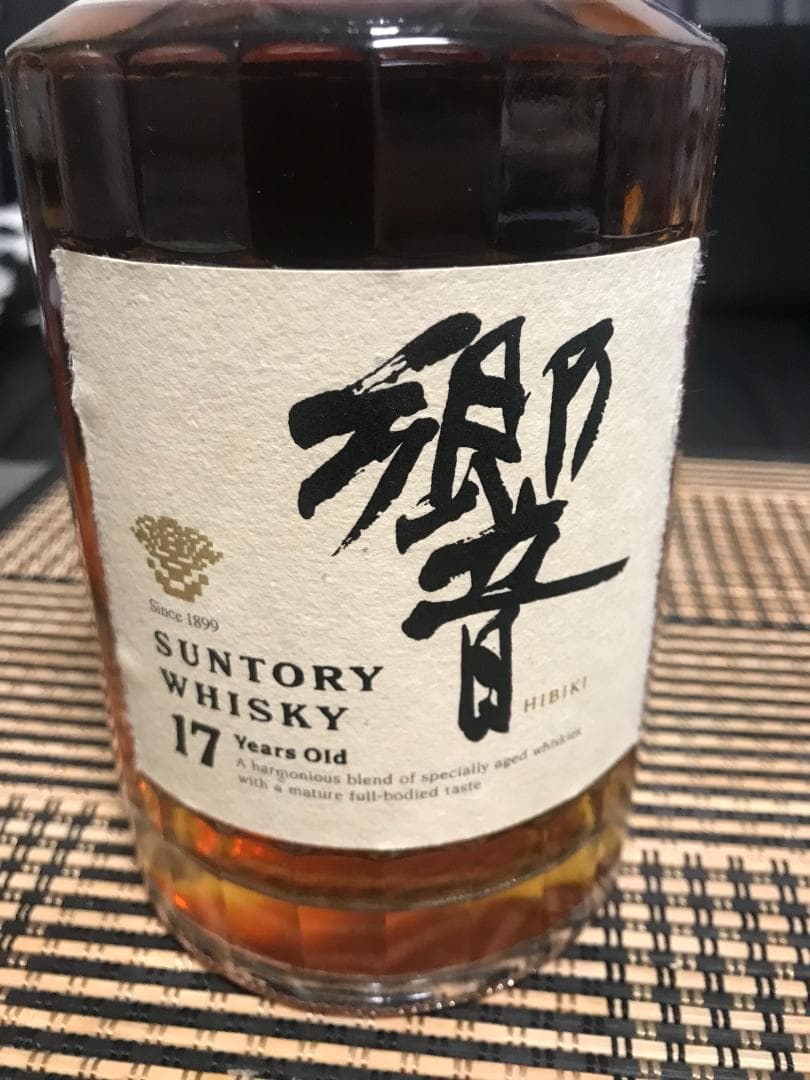 響
HIBIKI
Since 1899
SUNTORY
WHISKY
17 Years Old
A harmonious blend of specially aged whiskies
with a mature full-bodied taste